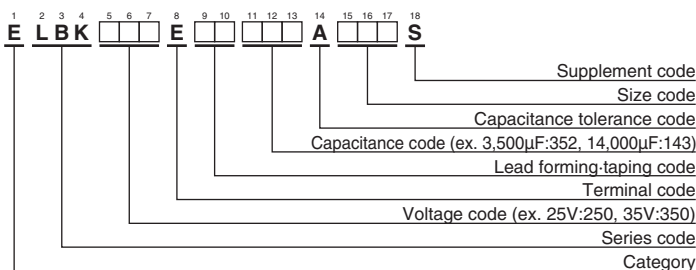 1 2 3 4 5 6 7 8 9 10 11 12 13 14 15 16 17 18
E L B K □□□ E □□ □□□ A □□□ S
Supplement code
Size code
Capacitance tolerance code
Capacitance code (ex. 3,500μF:352, 14,000μF:143)
Lead forming·taping code
Terminal code
Voltage code (ex. 25V:250, 35V:350)
Series code
Category